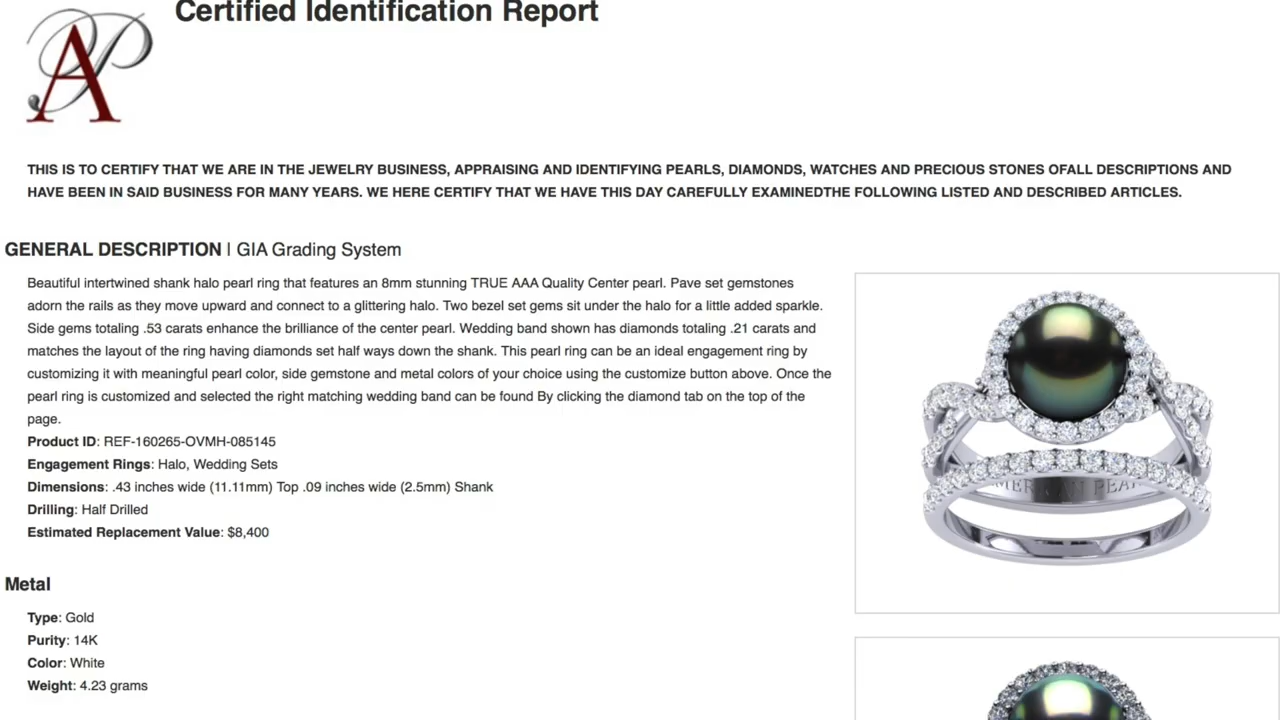 Certified Identification Report
AP
THIS IS TO CERTIFY THAT WE ARE IN THE JEWELRY BUSINESS, APPRAISING AND IDENTIFYING PEARLS, DIAMONDS, WATCHES AND PRECIOUS STONES OFALL DESCRIPTIONS AND
HAVE BEEN IN SAID BUSINESS FOR MANY YEARS. WE HERE CERTIFY THAT WE HAVE THIS DAY CAREFULLY EXAMINEDTHE FOLLOWING LISTED AND DESCRIBED ARTICLES.
GENERAL DESCRIPTION | GIA Grading System
Beautiful intertwined shank halo pearl ring that features an 8mm stunning TRUE AAA Quality Center pearl. Pave set gemstones
adorn the rails as they move upward and connect to a glittering halo. Two bezel set gems sit under the halo for a little added sparkle.
Side gems totaling .53 carats enhance the brilliance of the center pearl. Wedding band shown has diamonds totaling .21 carats and
matches the layout of the ring having diamonds set half ways down the shank. This pearl ring can be an ideal engagement ring by
customizing it with meaningful pearl color, side gemstone and metal colors of your choice using the customize button above. Once the
pearl ring is customized and selected the right matching wedding band can be found By clicking the diamond tab on the top of the
page.
Product ID: REF-160265-OVMH-085145
Engagement Rings: Halo, Wedding Sets
Dimensions: .43 inches wide (11.11mm) Top .09 inches wide (2.5mm) Shank
Drilling: Half Drilled
Estimated Replacement Value: $8,400
Metal
Type: Gold
Purity: 14K
Color: White
Weight: 4.23 grams